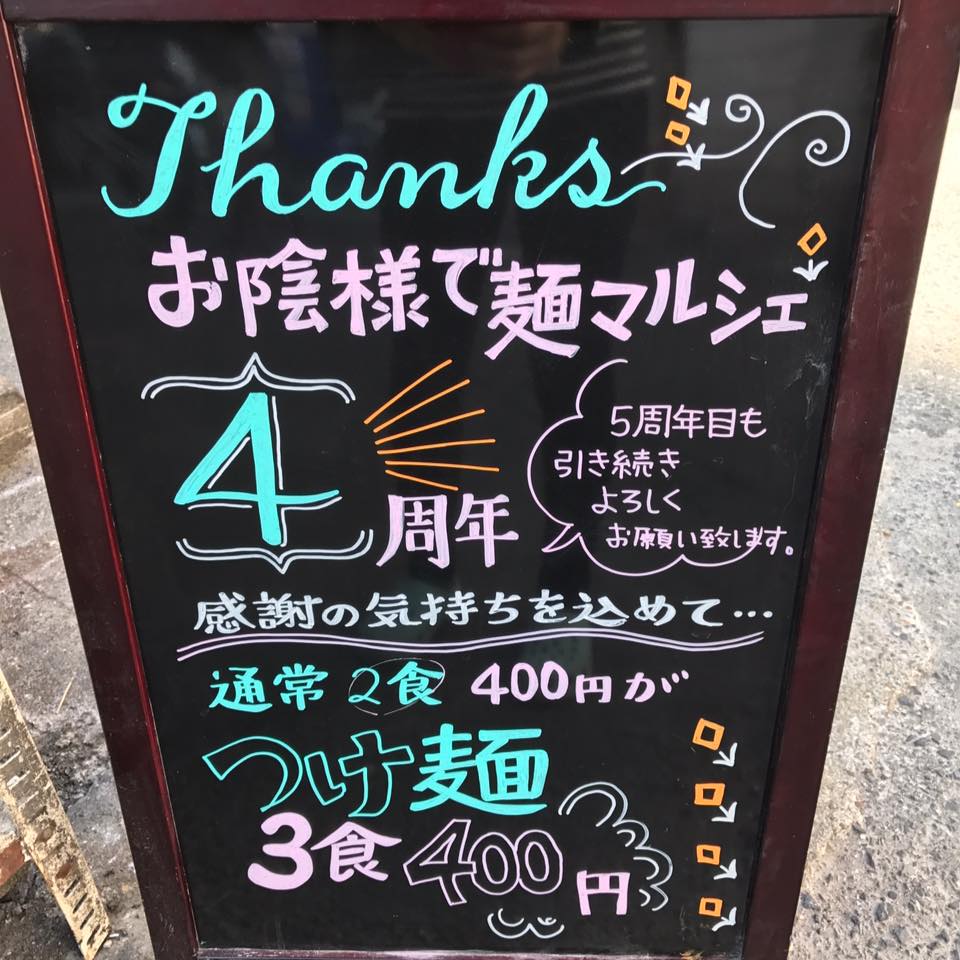 Thanks
お陰様で麺マルシェ
4周年
5周年目も
引き続き
よろしく
お願い致します。
感謝の気持ちを込めて…
通常2食 400円が
つけ麺
3食400円